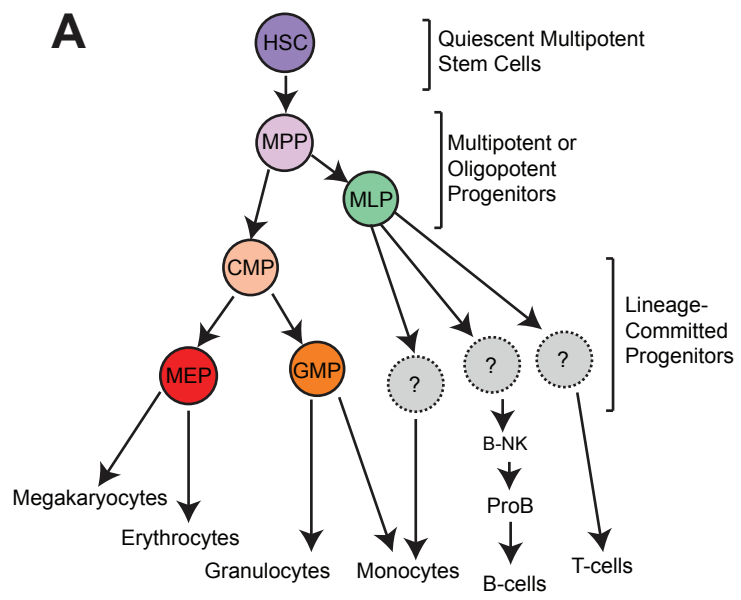 A
HSC
Quiescent Multipotent
Stem Cells
MPP
Multipotent or
Oligopotent
Progenitors
MLP
CMP
Lineage-
Committed
Progenitors
MEP
GMP
?
?
?
B-NK
Megakaryocytes
ProB
Erythrocytes
Granulocytes
Monocytes
B-cells
T-cells